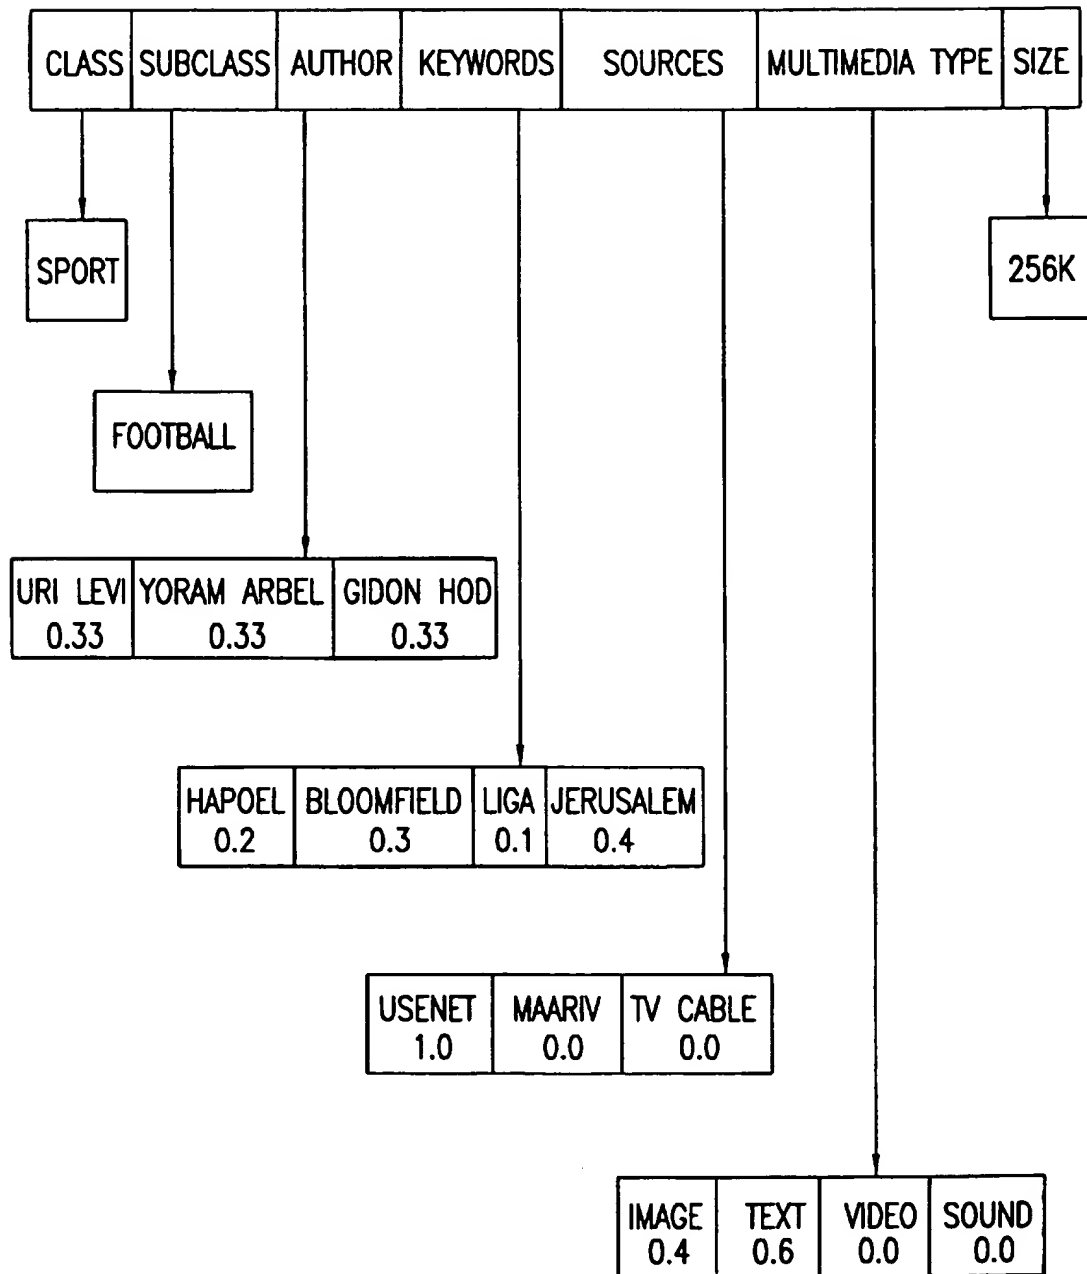 CLASS SUBCLASS AUTHOR KEYWORDS SOURCES MULTIMEDIA TYPE SIZE
SPORT
256K
FOOTBALL
URI LEVI YORAM ARBEL GIDON HOD
0.33 0.33 0.33
HAPOEL BLOOMFIELD LIGA JERUSALEM
0.2 0.3 0.1 0.4
USENET MAARIV TV CABLE
1.0 0.0 0.0
IMAGE TEXT VIDEO SOUND
0.4 0.6 0.0 0.0